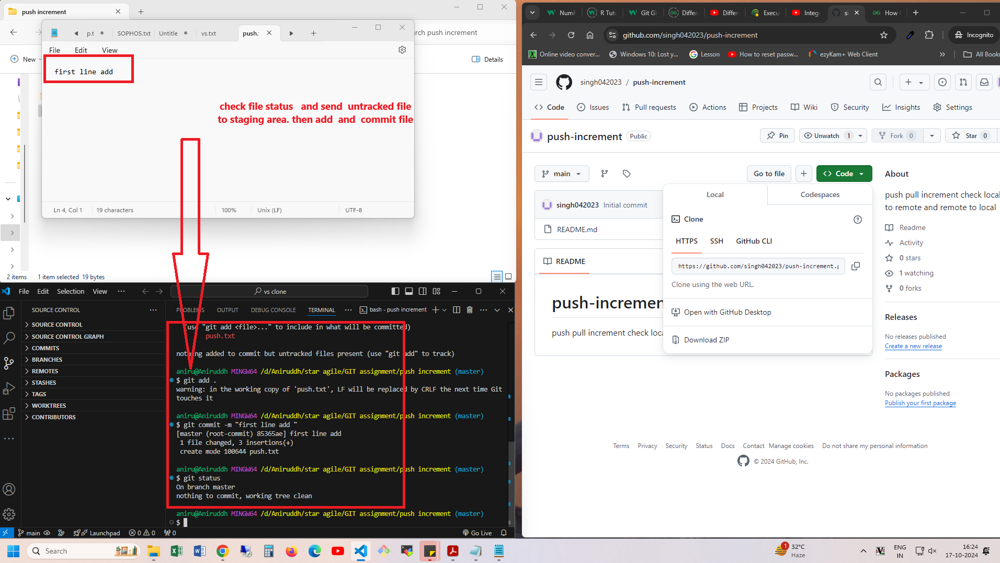 push increment
p.t
SOPHOS.txt
Untitle
vs.txt
push.
rch push increment
File
Edit
View
New
Details
first line add
check file status   and send  untracked file
to staging area. then add  and  commit file
Ln 4, Col 1
19 characters
100%
Unix (LF)
UTF-8
2 items
1 item selected  19 bytes
File
Edit
Selection
View
vs clone
SOURCE CONTROL
PROBLEMS
OUTPUT
DEBUG CONSOLE
TERMINAL
bash - push increment
SOURCE CONTROL
SOURCE CONTROL GRAPH
COMMITS
BRANCHES
REMOTES
STASHES
TAGS
WORKTREES
CONTRIBUTORS
(use "git add <file>..." to include in what will be committed)
push.txt
nothing added to commit but untracked files present (use "git add" to track)
aniru@Aniruddh MINGW64 /d/Aniruddh/star agile/GIT assignment/push increment (master)
$ git add .
warning: in the working copy of 'push.txt', LF will be replaced by CRLF the next time Git
touches it
aniru@Aniruddh MINGW64 /d/Aniruddh/star agile/GIT assignment/push increment (master)
$ git commit -m "first line add "
[master (root-commit) 85365ae] first line add
1 file changed, 3 insertions(+)
create mode 100644 push.txt
aniru@Aniruddh MINGW64 /d/Aniruddh/star agile/GIT assignment/push increment (master)
$ git status
On branch master
nothing to commit, working tree clean
aniru@Aniruddh MINGW64 /d/Aniruddh/star agile/GIT assignment/push increment (master)
$
main
Launchpad
0
0
0
Go Live
NumP
R Tuto
Git Gi
Differ
Differ
Execu
Integ
si
How
github.com/singh042023/push-increment
Incognito
Online video conver...
Windows 10: Lost y...
Lesson
How to reset passw...
ezyKam+ Web Client
»
All Book
singh042023 / push-increment
Code
Issues
Pull requests
Actions
Projects
Wiki
Security
Insights
Settings
push-increment
Public
Pin
Unwatch 1
Fork 0
Star 0
main
Go to file
Code
singh042023 Initial commit
README.md
README
push-increment
push pull increment check loca
Local
Codespaces
Clone
HTTPS
SSH
GitHub CLI
https://github.com/singh042023/push-increment.g
Clone using the web URL.
Open with GitHub Desktop
Download ZIP
About
push pull increment check local
to remote and remote to local
Readme
Activity
0 stars
1 watching
0 forks
Releases
No releases published
Create a new release
Packages
No packages published
Publish your first package
Terms
Privacy
Security
Status
Docs
Contact
Manage cookies
Do not share my personal information
© 2024 GitHub, Inc.
Search
1
32°C
Haze
ENG
IN
16:24
17-10-2024